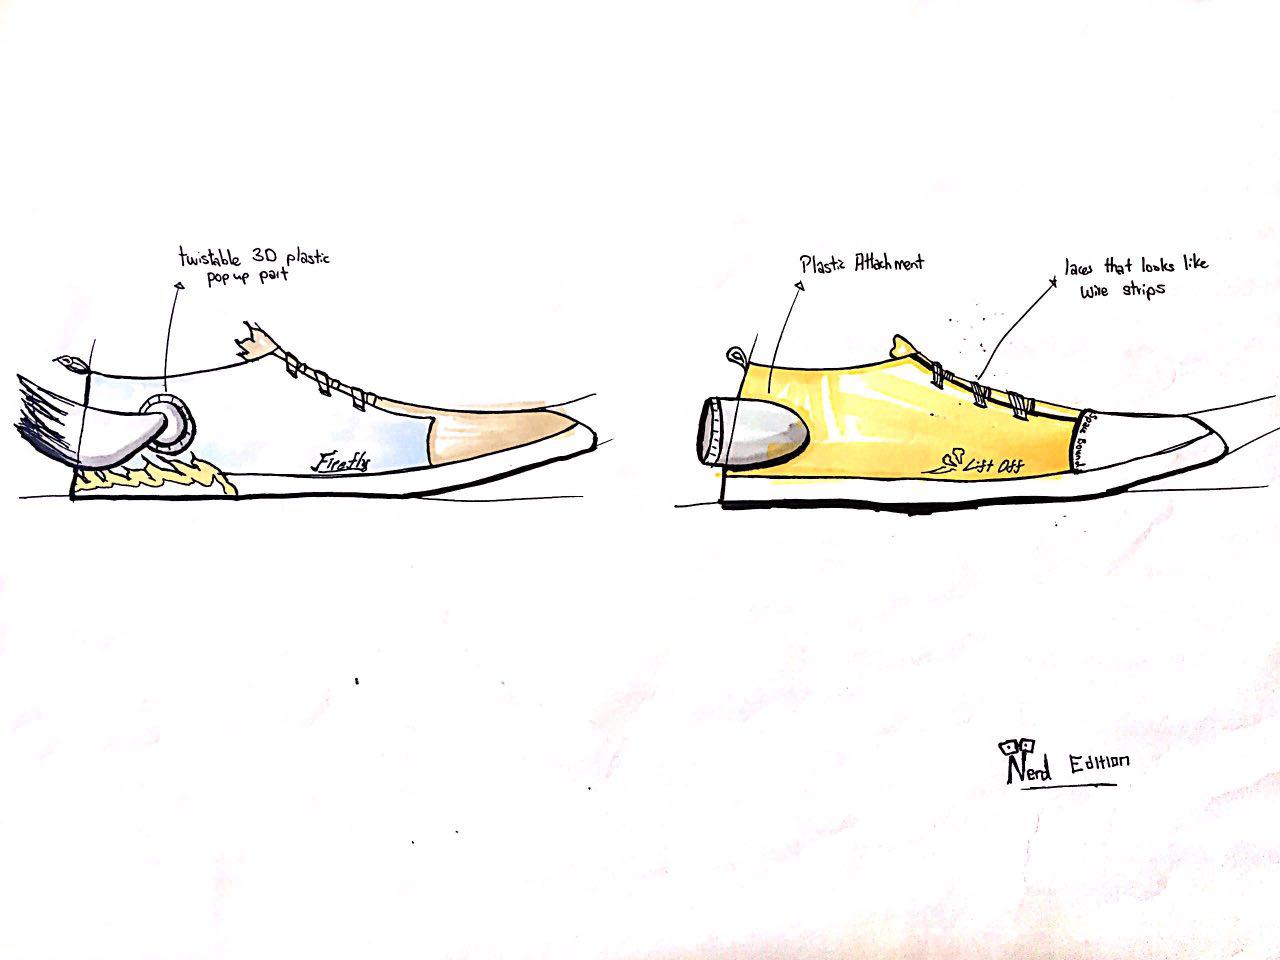 twistable 3D plastic
pop up part
Firefly
Plastic Attachment
laces that looks like
wire strips
Lift Off
Space Bound
Nerd Edition